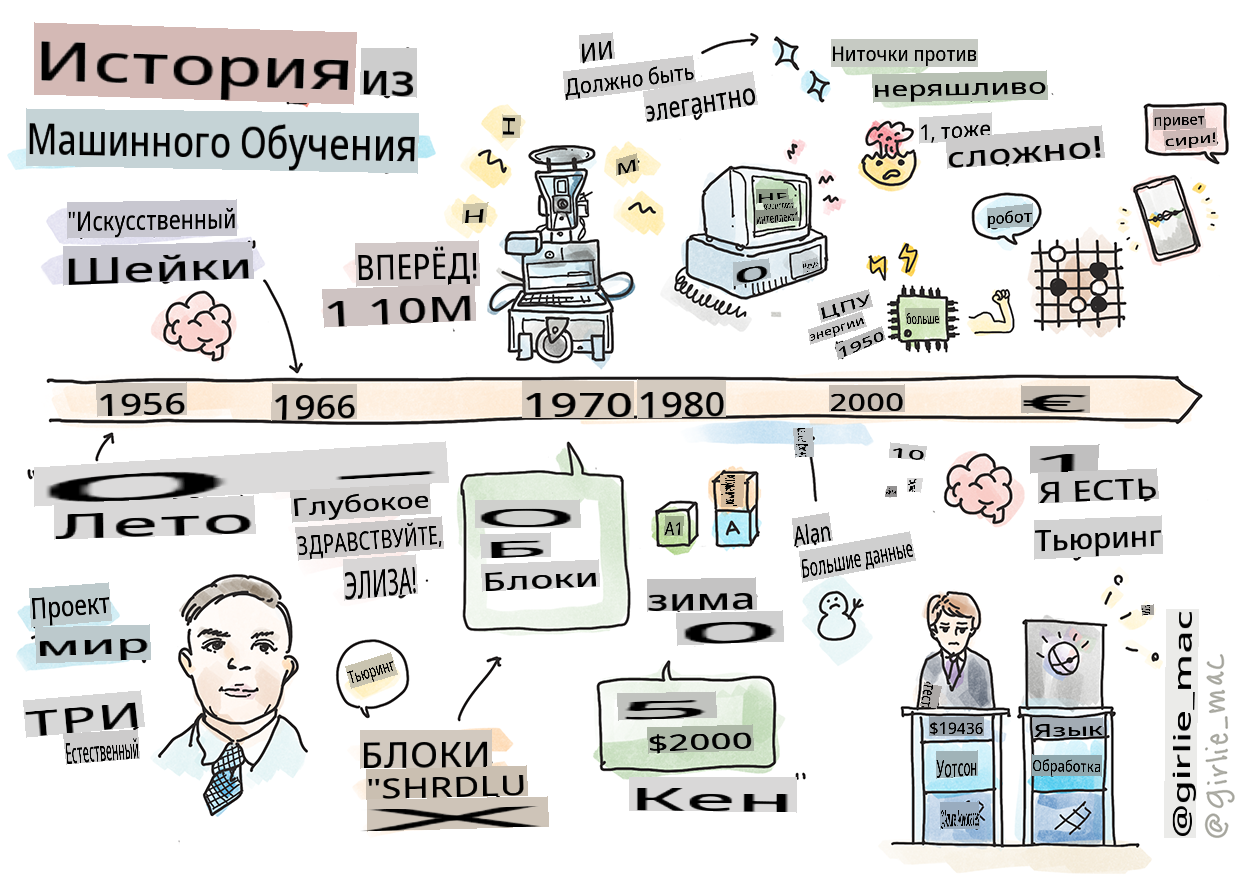 История из
Машинного Обучения
"Искусственный
Шейки"
ВПЕРЁД!
1 10М
Н
М
Н
ИИ
Должно быть
элегантно
Ниточки против
неряшливо
1, тоже
сложно!
привет
сири!
робот
НЕ
интеллект
О
ЦПУ
энергии
1950
больше
1956
1966
1970
1980
2000
€
"О —
Лето
Глубокое
ЗДРАВСТВУЙТЕ,
ЭЛИЗА!
О
Б
Блоки
A1
A
Alan
Большие данные
1о
1
Я ЕСТЬ
Тьюринг
Проект
мир
ТРИ
Естественный
Тьюринг
БЛОКИ
"SHRDLU
зима
О
5
$2000
Кен"
тест
$19436
Уотсон
Язык
Обработка
@girlie_mac
@girlie_mac